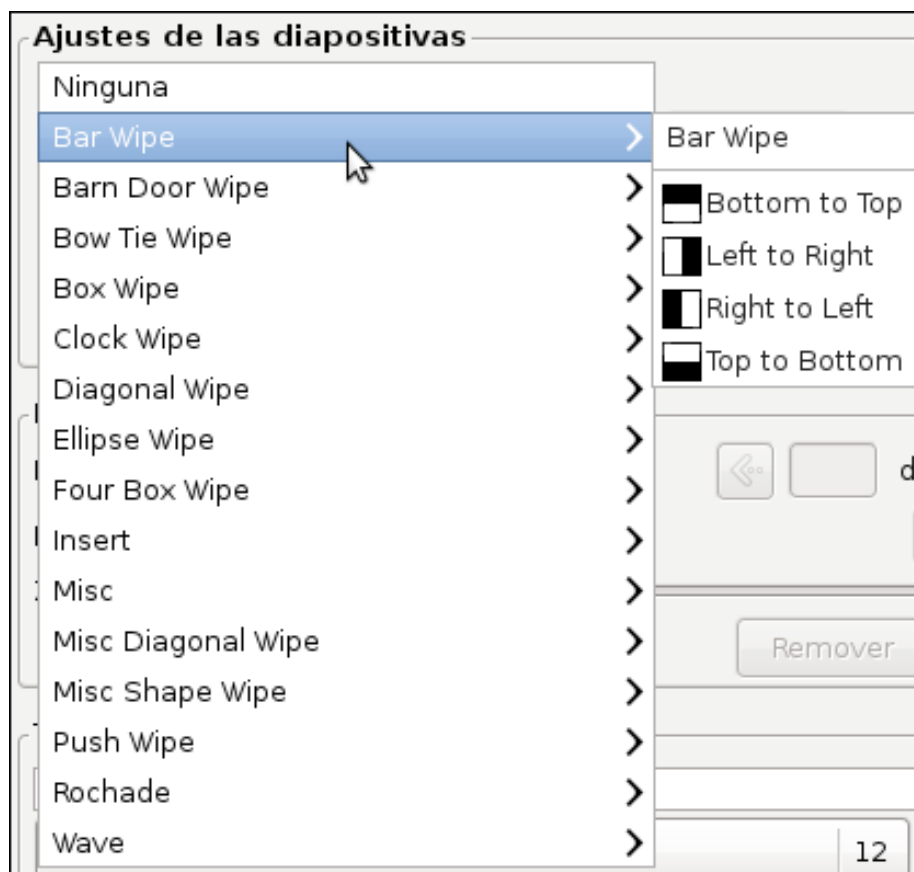 Ajustes de las diapositivas
Ninguna
Bar Wipe
Barn Door Wipe
Bow Tie Wipe
Box Wipe
Clock Wipe
Diagonal Wipe
Ellipse Wipe
Four Box Wipe
Insert
Misc
Misc Diagonal Wipe
Misc Shape Wipe
Push Wipe
Rochade
Wave
Bar Wipe
Bottom to Top
Left to Right
Right to Left
Top to Bottom
Remover
12